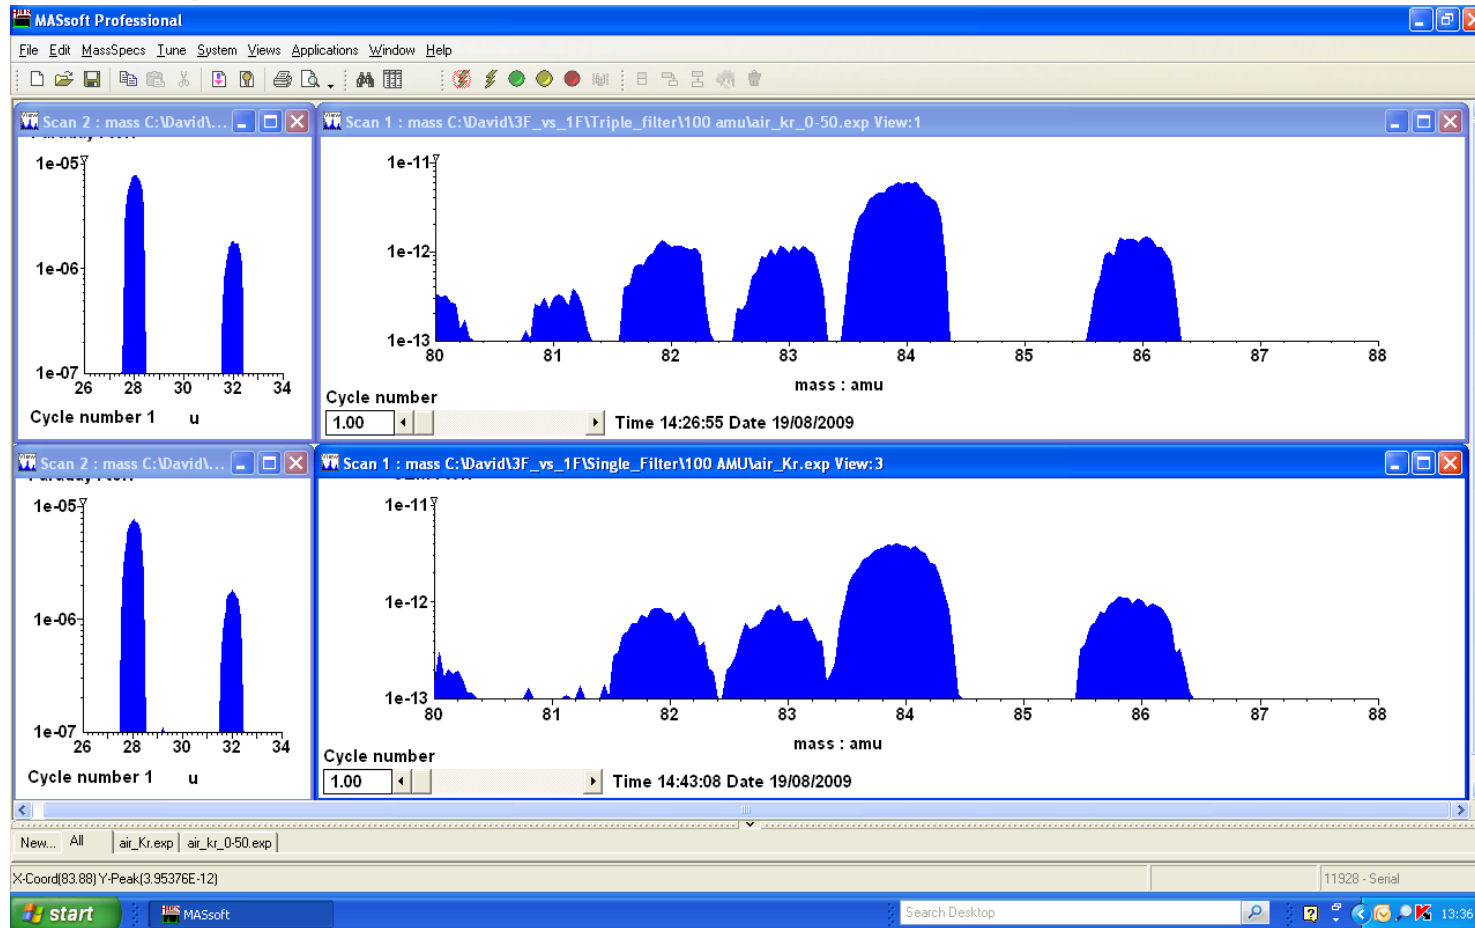 MASsoft Professional
File Edit MassSpecs Tune System Views Applications Window Help
Scan 2 : mass C:\David\...
1e-05
1e-06
1e-07
26 28 30 32 34
Cycle number 1 u
Scan 1 : mass C:\David\3F_vs_1F\Triple_filter\100 amu\air_kr_0-50.exp View:1
1e-11
1e-12
1e-13
80 81 82 83 84 85 86 87 88
mass : amu
Cycle number
1.00 Time 14:26:55 Date 19/08/2009
Scan 2 : mass C:\David\...
1e-05
1e-06
1e-07
26 28 30 32 34
Cycle number 1 u
Scan 1 : mass C:\David\3F_vs_1F\Single_Filter\100 AMU\air_Kr.exp View:3
1e-11
1e-12
1e-13
80 81 82 83 84 85 86 87 88
mass : amu
Cycle number
1.00 Time 14:43:08 Date 19/08/2009
New... All air_Kr.exp air_kr_0-50.exp
X-Coord(83.88) Y-Peak(3.95376E-12) 11928 - Serial
start MASsoft Search Desktop 13:36